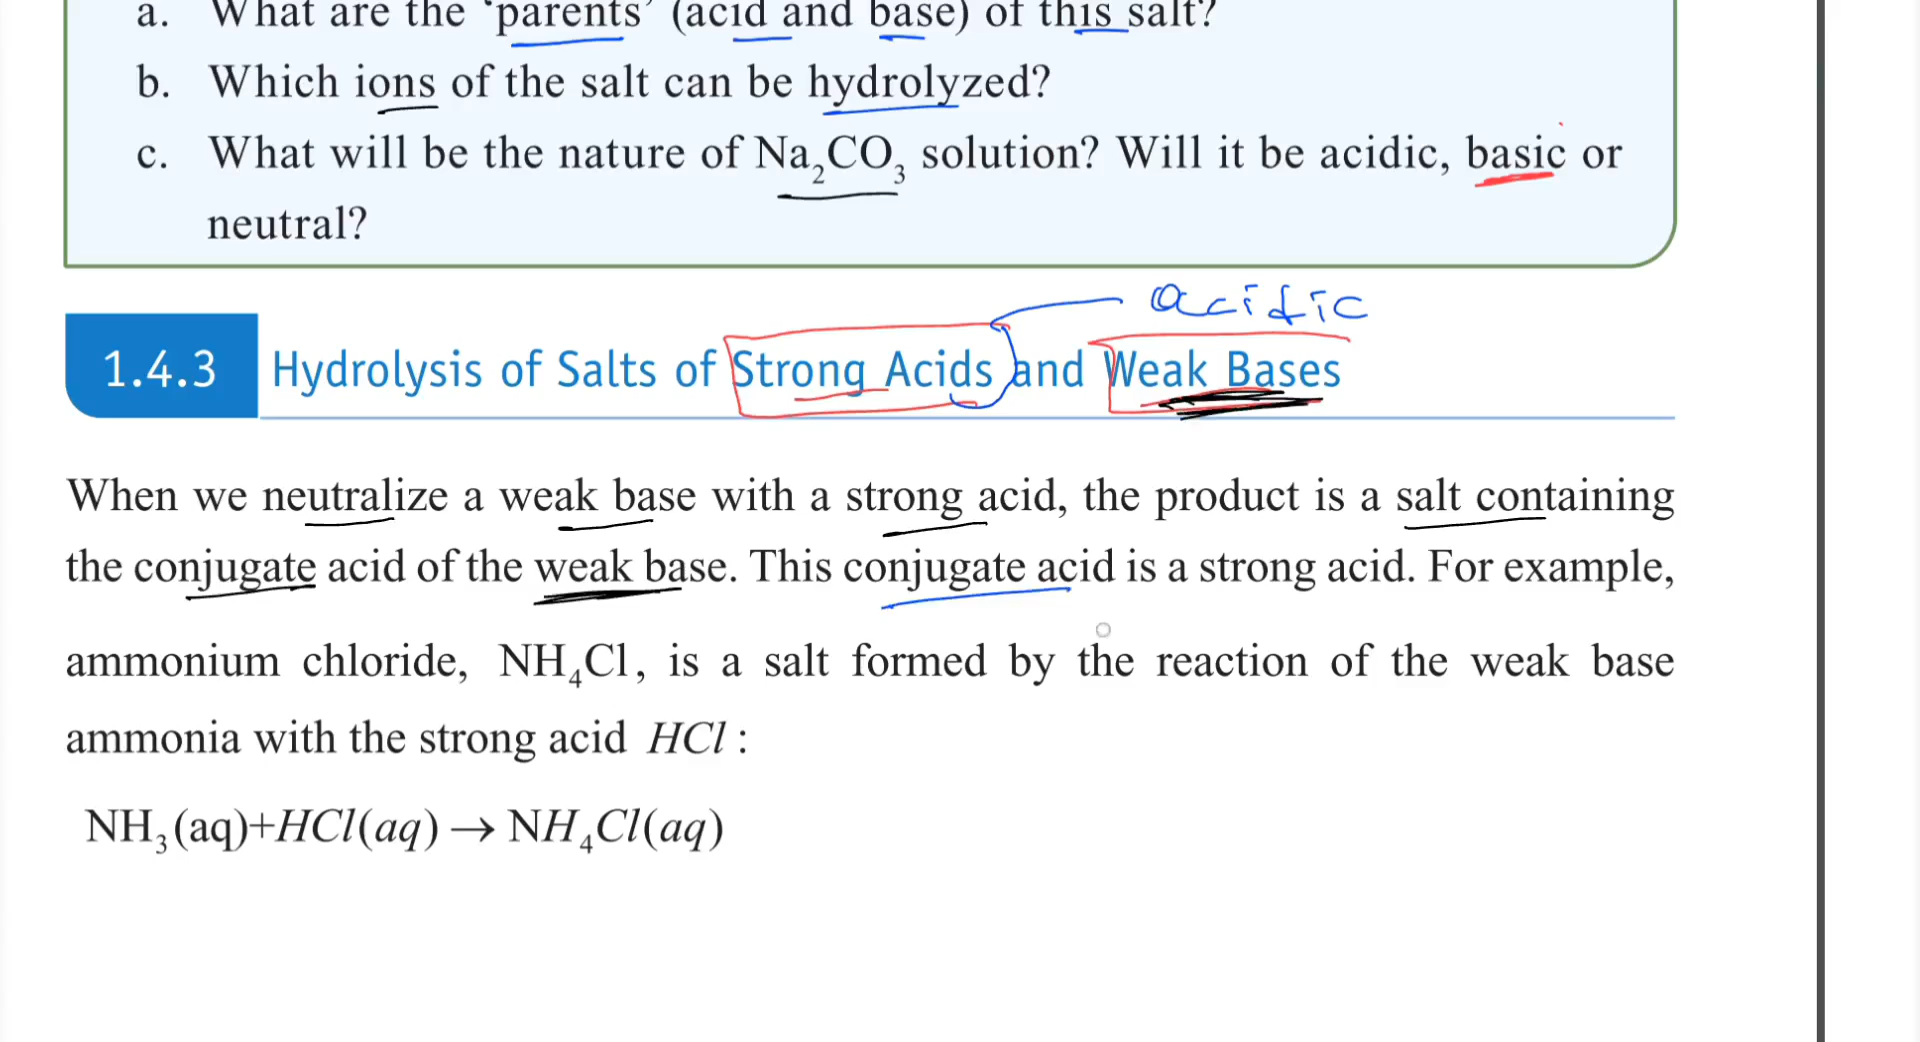 a. What are the 'parents' (acid and base) of this salt?
b. Which ions of the salt can be hydrolyzed?
c. What will be the nature of Na₂CO₃ solution? Will it be acidic, basic or
neutral?
acidic
1.4.3 Hydrolysis of Salts of Strong Acids and Weak Bases
When we neutralize a weak base with a strong acid, the product is a salt containing
the conjugate acid of the weak base. This conjugate acid is a strong acid. For example,
ammonium chloride, NH₄Cl, is a salt formed by the reaction of the weak base
ammonia with the strong acid HCl :
NH₃(aq)+HCl(aq)→NH₄Cl(aq)